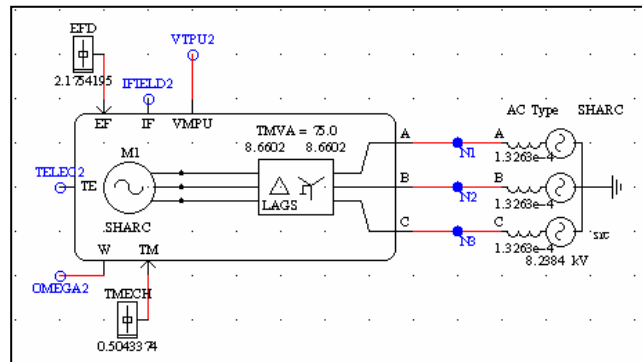 EFD
2.1754195
VTPU2
IFIELD2
EF IF VMPU
TMVA = 75.0
8.6602 8.6602
M1
TELEC2 TE
SHARC
LAGS
W TM
OMEGA2
TMECH
0.5043374
A
B
C
N1
N2
N3
AC Type SHARC
A
1.3263e-4
B
1.3263e-4
C
1.3263e-4
src
8.2384 kV